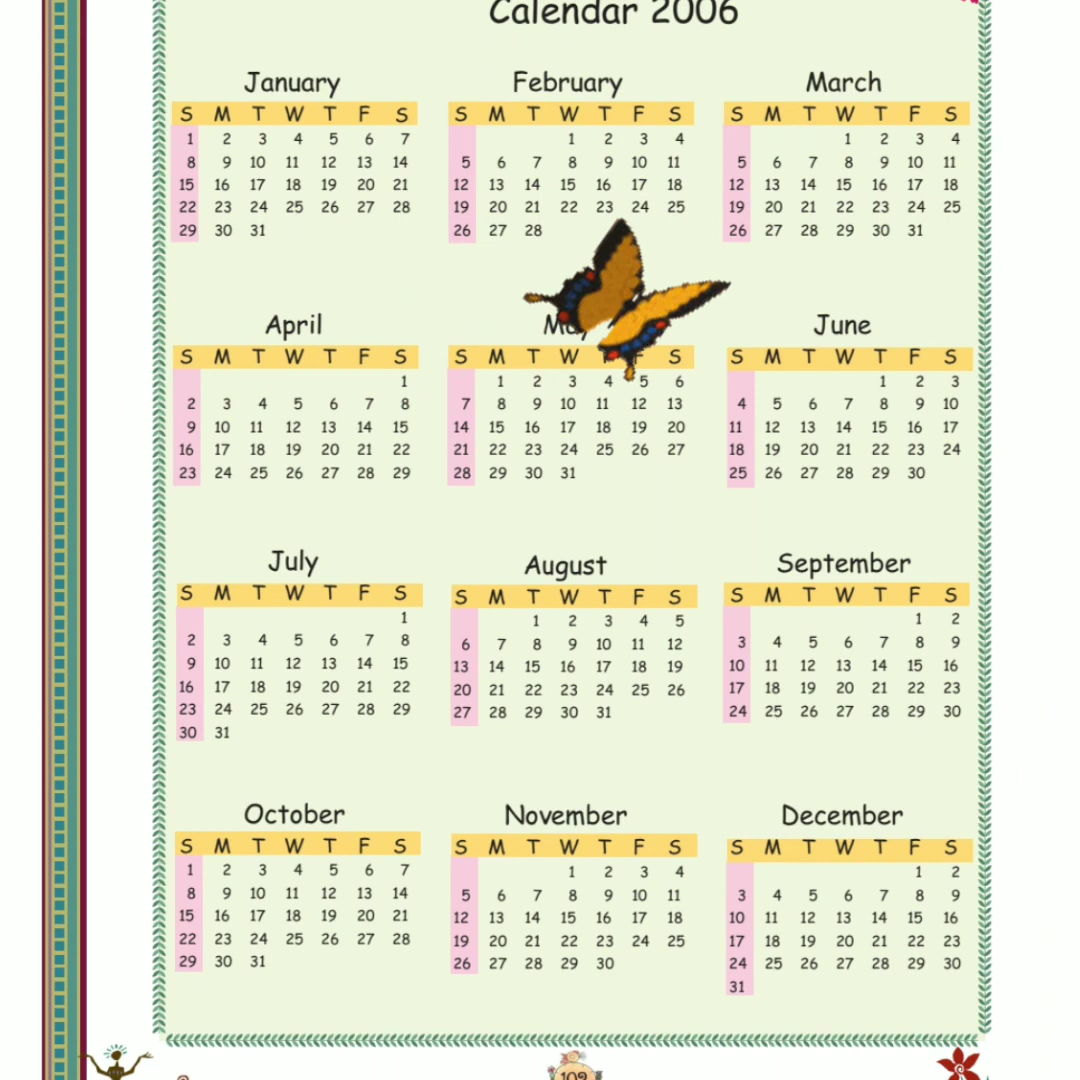 Calendar 2006
January
S M T W T F S
1 2 3 4 5 6 7
8 9 10 11 12 13 14
15 16 17 18 19 20 21
22 23 24 25 26 27 28
29 30 31
February
S M T W T F S
1 2 3 4
5 6 7 8 9 10 11
12 13 14 15 16 17 18
19 20 21 22 23 24 25
26 27 28
March
S M T W T F S
1 2 3 4
5 6 7 8 9 10 11
12 13 14 15 16 17 18
19 20 21 22 23 24 25
26 27 28 29 30 31
April
S M T W T F S
1
2 3 4 5 6 7 8
9 10 11 12 13 14 15
16 17 18 19 20 21 22
23 24 25 26 27 28 29
May
S M T W T F S
1 2 3 4 5 6
7 8 9 10 11 12 13
14 15 16 17 18 19 20
21 22 23 24 25 26 27
28 29 30 31
June
S M T W T F S
1 2 3
4 5 6 7 8 9 10
11 12 13 14 15 16 17
18 19 20 21 22 23 24
25 26 27 28 29 30
July
S M T W T F S
1
2 3 4 5 6 7 8
9 10 11 12 13 14 15
16 17 18 19 20 21 22
23 24 25 26 27 28 29
30 31
August
S M T W T F S
1 2 3 4 5
6 7 8 9 10 11 12
13 14 15 16 17 18 19
20 21 22 23 24 25 26
27 28 29 30 31
September
S M T W T F S
1 2
3 4 5 6 7 8 9
10 11 12 13 14 15 16
17 18 19 20 21 22 23
24 25 26 27 28 29 30
October
S M T W T F S
1 2 3 4 5 6 7
8 9 10 11 12 13 14
15 16 17 18 19 20 21
22 23 24 25 26 27 28
29 30 31
November
S M T W T F S
1 2 3 4
5 6 7 8 9 10 11
12 13 14 15 16 17 18
19 20 21 22 23 24 25
26 27 28 29 30
December
S M T W T F S
1 2
3 4 5 6 7 8 9
10 11 12 13 14 15 16
17 18 19 20 21 22 23
24 25 26 27 28 29 30
31